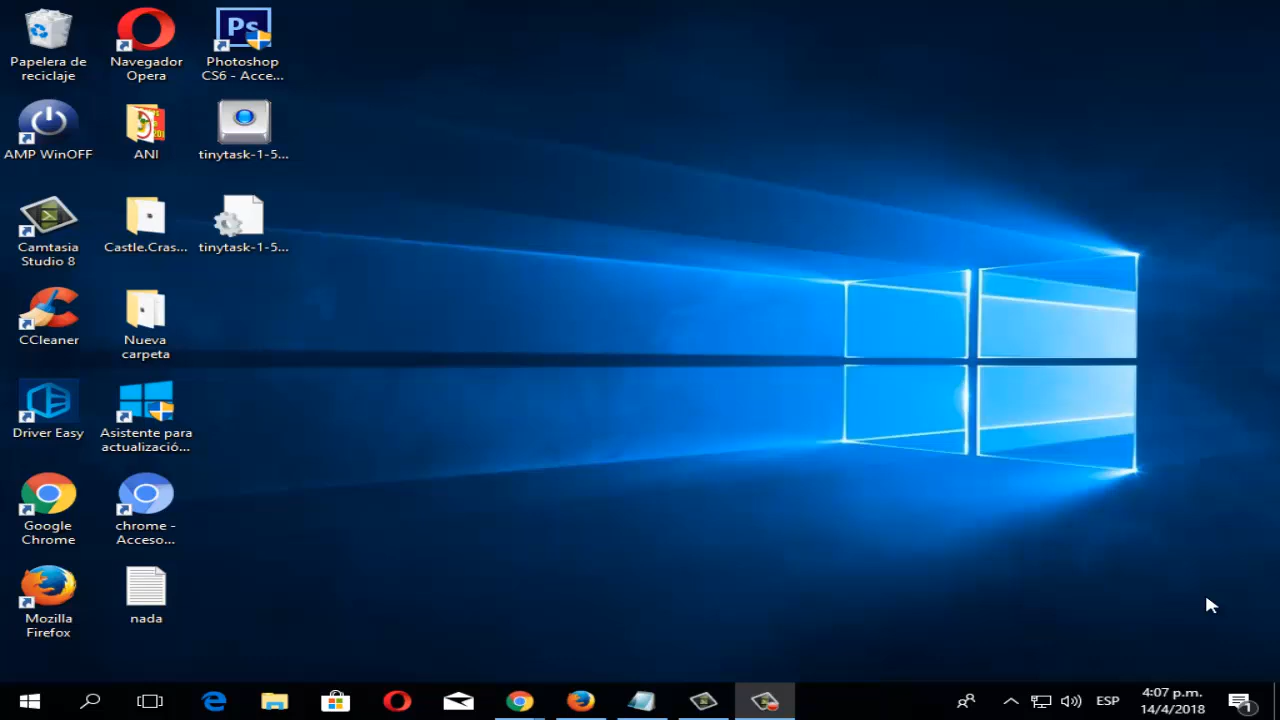 Papelera de
reciclaje
Navegador
Opera
Ps
Photoshop
CS6 - Acce...
AMP WinOFF
ANI
tinytask-1-5...
Camtasia
Studio 8
Castle.Cras...
tinytask-1-5...
CCleaner
Nueva
carpeta
Driver Easy
Asistente para
actualizació...
Google
Chrome
chrome -
Acceso...
Mozilla
Firefox
nada
ESP
4:07 p.m.
14/4/2018
1